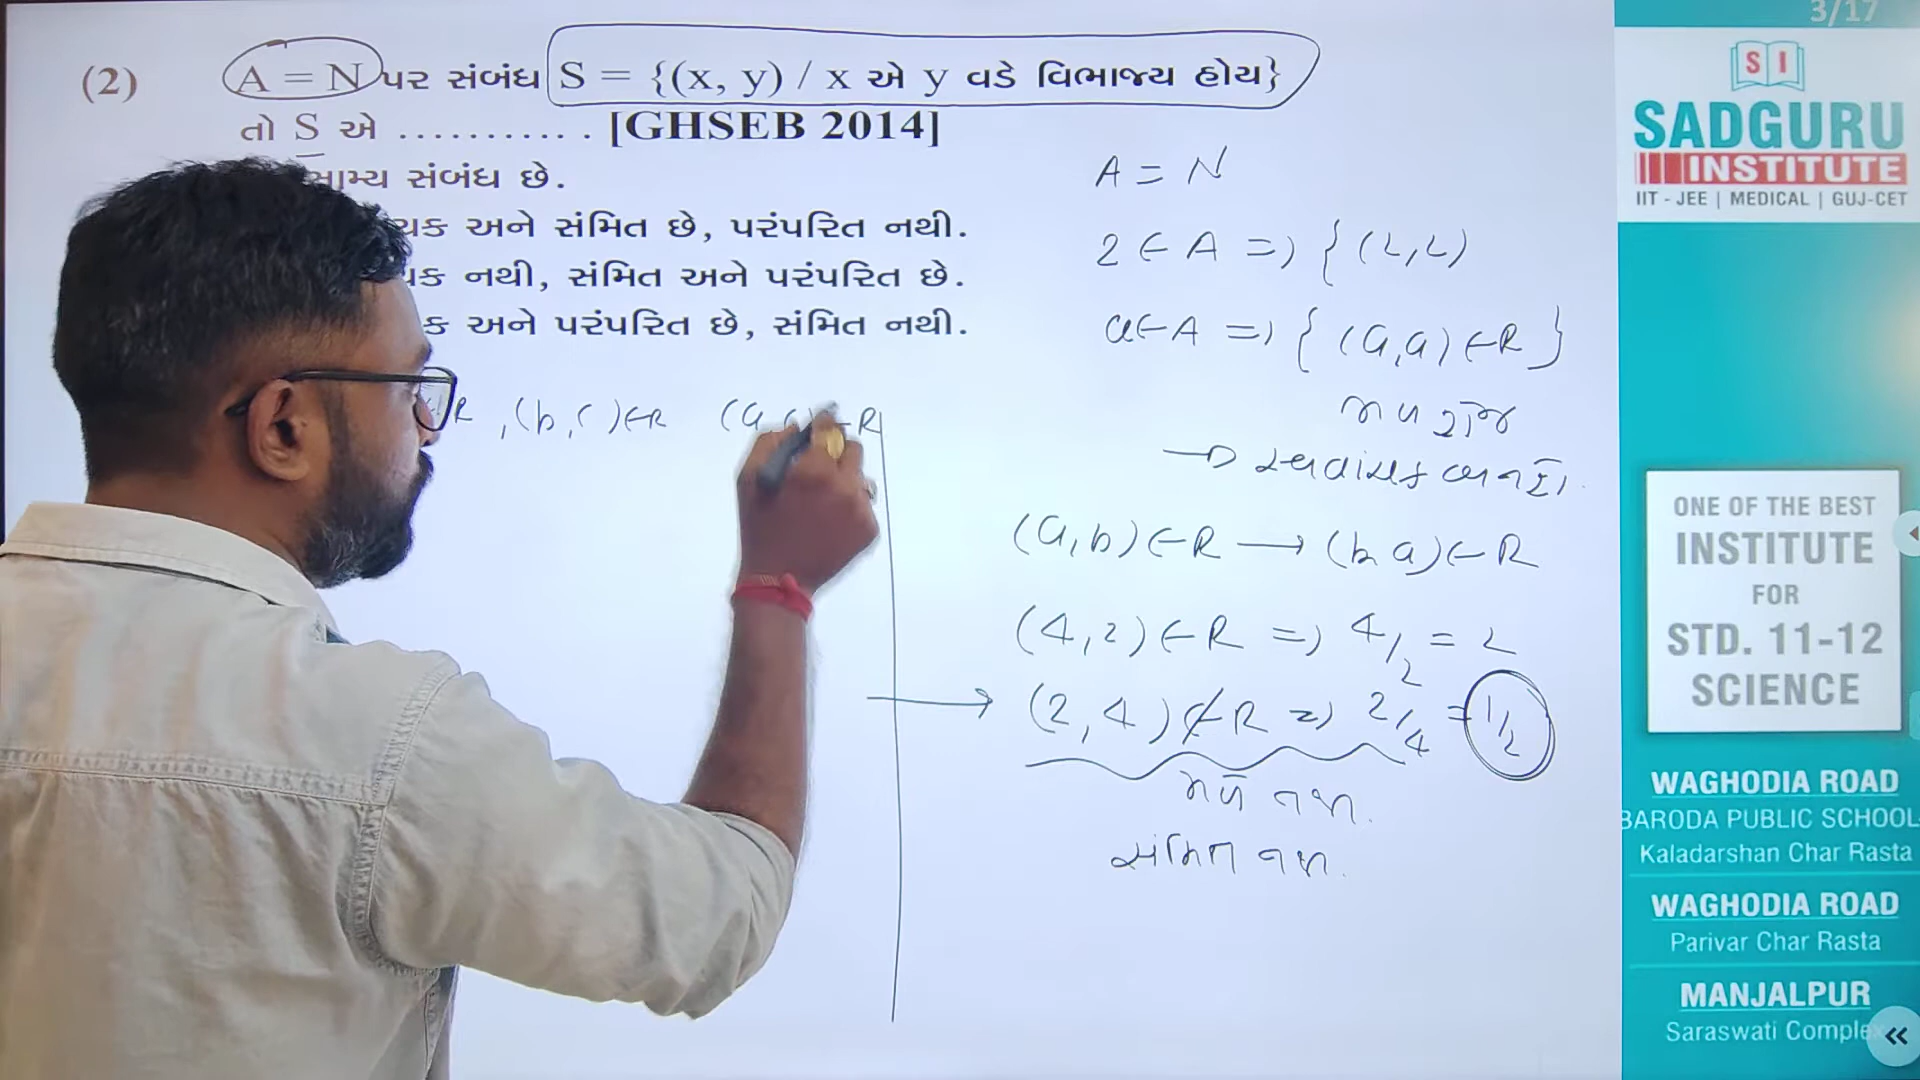 3/17
(2) A = N પર સંબંધ S = {(x, y) / x એ y વડે વિભાજ્ય હોય}
તો S એ ........... . [GHSEB 2014]
સામ્ય સંબંધ છે.
અને સંમિત છે, પરંપરિત નથી.
નથી, સંમિત અને પરંપરિત છે.
અને પરંપરિત છે, સંમિત નથી.
A = N
2 ∈ A => { (2,2)
a ∈ A => { (a,a) ∈ R }
R , (b,c) ∈ R (a, ∈ R
(a,b) ∈ R → (b a) ∈ R
(4,2) ∈ R => 4/2 = 2
(2,4) ∉ R => 2/4 = 1/2
સંમિત નથી.
SI
SADGURU
INSTITUTE
IIT - JEE | MEDICAL | GUJ-CET
ONE OF THE BEST
INSTITUTE
FOR
STD. 11-12
SCIENCE
WAGHODIA ROAD
BARODA PUBLIC SCHOOL
Kaladarshan Char Rasta
WAGHODIA ROAD
Parivar Char Rasta
MANJALPUR
Saraswati Comple